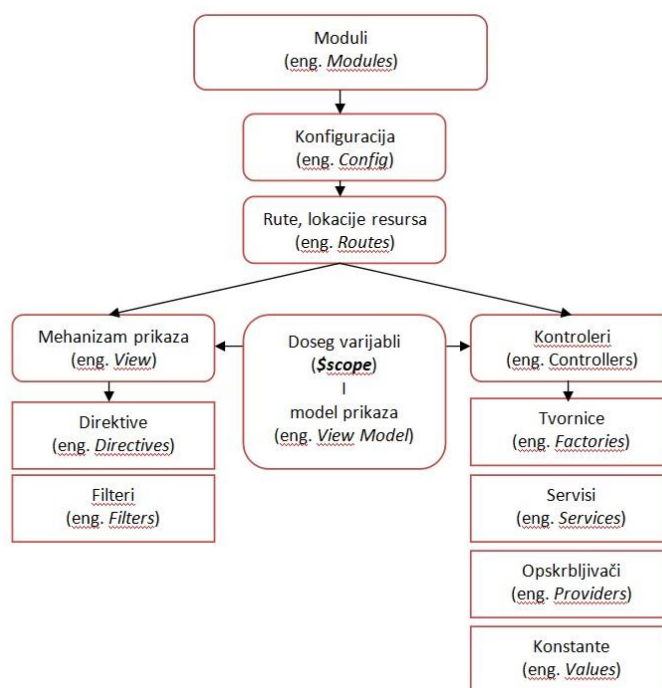 Moduli
(eng. Modules)
Konfiguracija
(eng. Config)
Rute, lokacije resursa
(eng. Routes)
Mehanizam prikaza
(eng. View)
Direktive
(eng. Directives)
Filteri
(eng. Filters)
Doseg varijabli
($scope)
I
model prikaza
(eng. View Model)
Kontroleri
(eng. Controllers)
Tvornice
(eng. Factories)
Servisi
(eng. Services)
Opskrbljivači
(eng. Providers)
Konstante
(eng. Values)